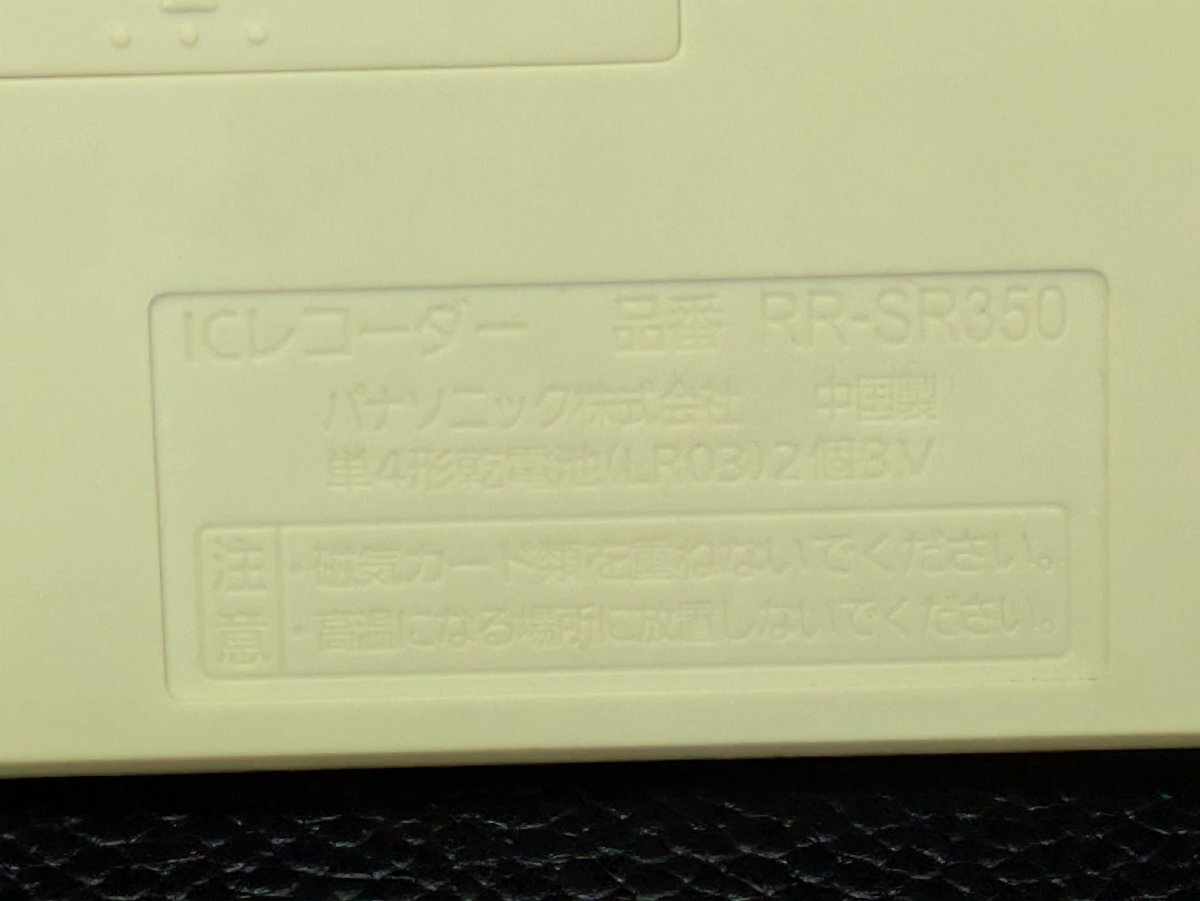 ICレコーダー 品番 RR-SR350
パナソニック株式会社 中国製
単4形乾電池(LR03)2個3V
注意
・磁気カード類を重ねないでください。
・高温になる場所に放置しないでください。